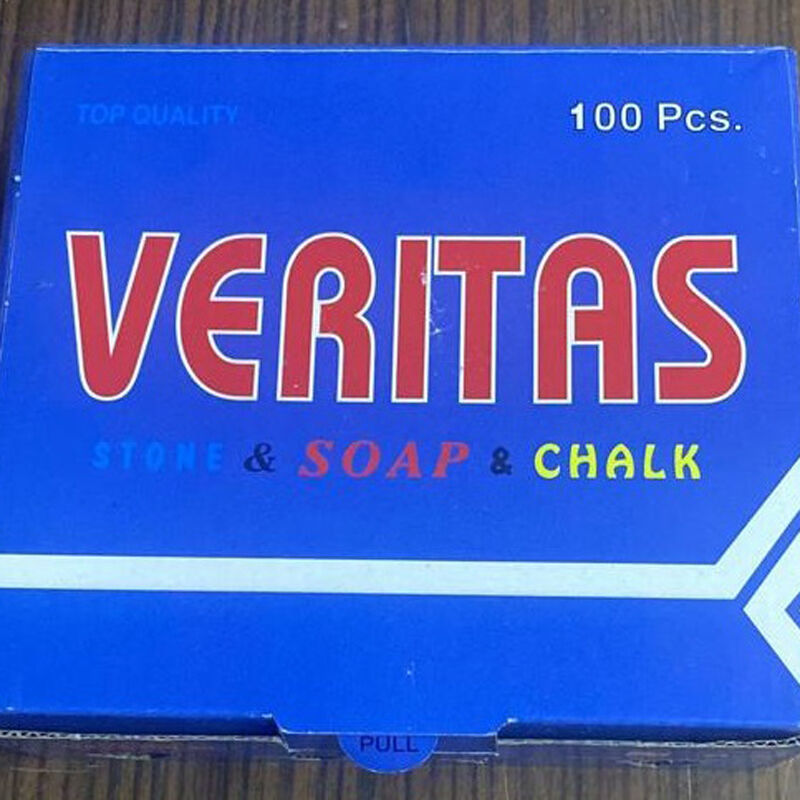 TOP QUALITY
100 Pcs.
VERITAS
STONE & SOAP & CHALK
PULL